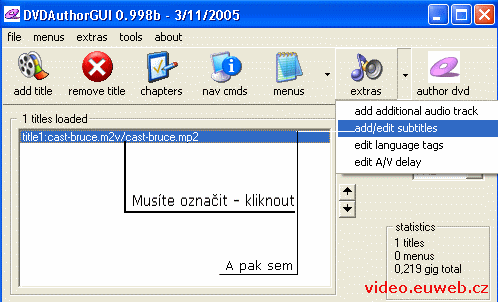 DVDAuthorGUI 0.998b - 3/11/2005
file menus extras tools about
add title remove title chapters nav cmds menus extras author dvd
add additional audio track
add/edit subtitles
edit language tags
edit A/V delay
1 titles loaded
title1:cast-bruce.m2v/cast-bruce.mp2
Musíte označit - kliknout
A pak sem
statistics
1 titles
0 menus
0,219 gig total
video.euweb.cz